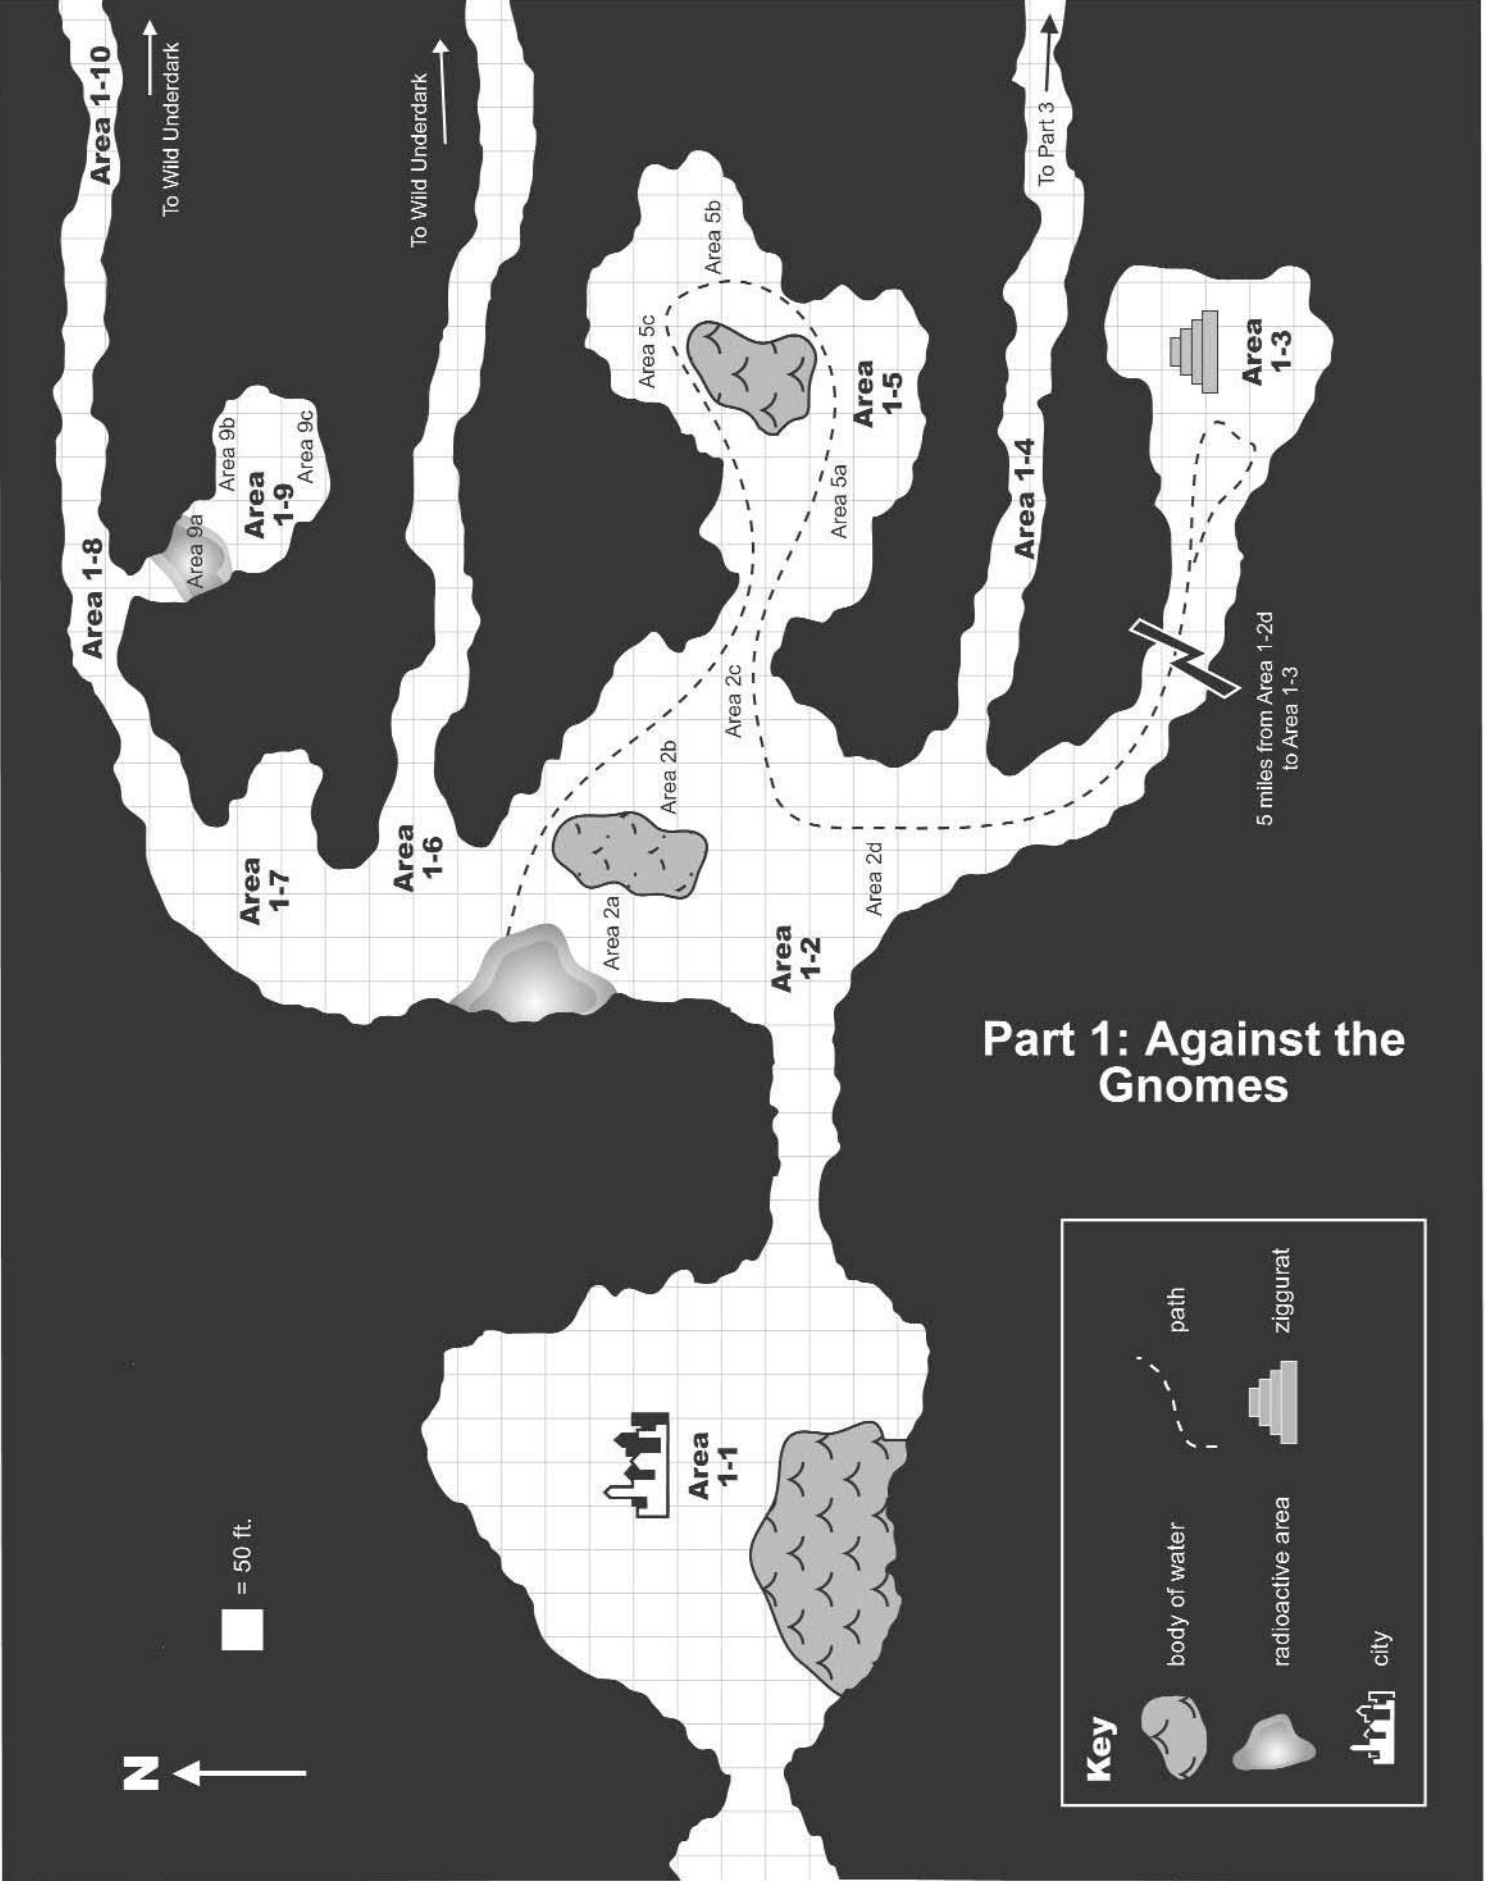 Area 1-10
To Wild Underdark
To Wild Underdark
To Part 3
Area 1-8
Area 9a
Area 9b
Area
1-9
Area 9c
Area 5c
Area 5b
Area
1-5
Area 5a
Area 1-4
Area
1-3
Area
1-7
Area
1-6
Area 2c
Area 2b
Area 2a
Area 2d
Area
1-2
5 miles from Area 1-2d
to Area 1-3
Part 1: Against the
Gnomes
Area
1-1
= 50 ft.
N
Key
body of water
path
radioactive area
ziggurat
city